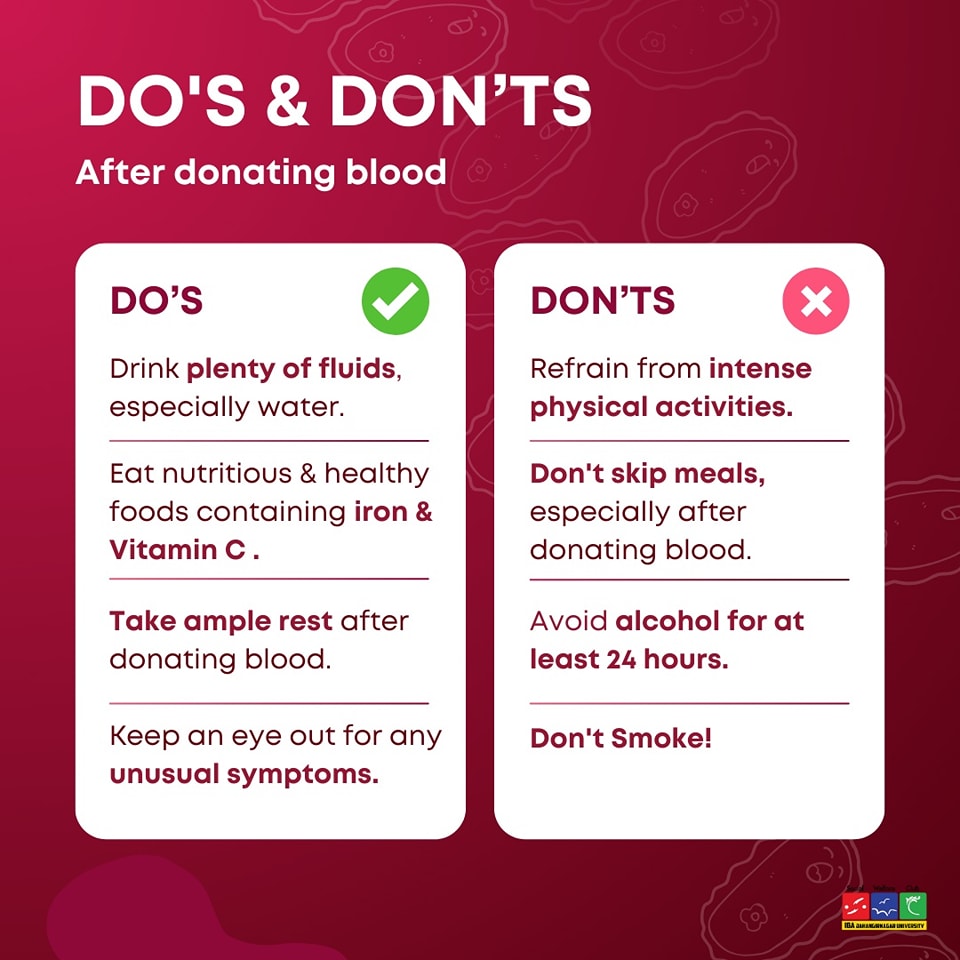 DO'S & DON’TS
After donating blood
DO’S
Drink plenty of fluids,
especially water.
Eat nutritious & healthy
foods containing iron &
Vitamin C .
Take ample rest after
donating blood.
Keep an eye out for any
unusual symptoms.
DON’TS
Refrain from intense
physical activities.
Don't skip meals,
especially after
donating blood.
Avoid alcohol for at
least 24 hours.
Don't Smoke!
IBA JAHANGIRNAGAR UNIVERSITY